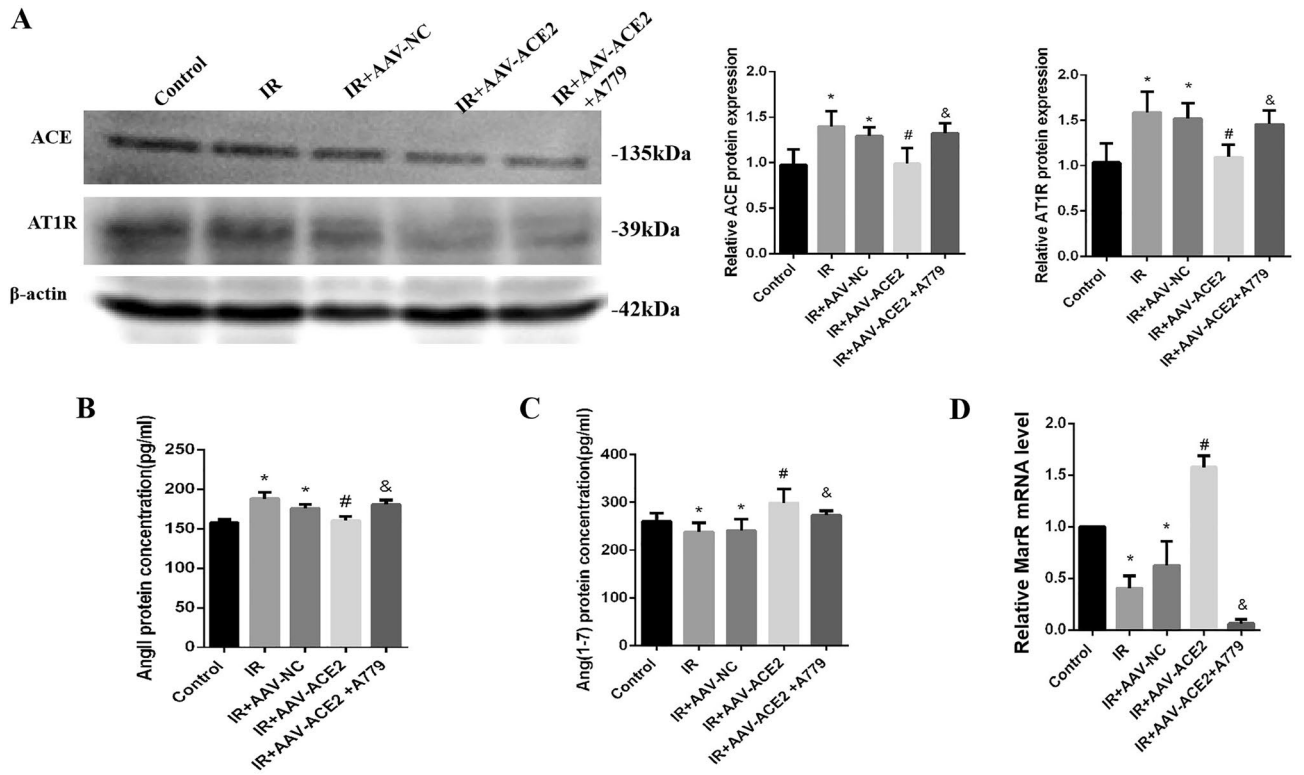 A
Control
IR
IR+AAV-NC
IR+AAV-ACE2
IR+AAV-ACE2
+A779
ACE
-135kDa
AT1R
-39kDa
β-actin
-42kDa
Relative ACE protein expression
2.0
1.5
1.0
0.5
0.0
*
*
#
&
Control
IR
IR+AAV-NC
IR+AAV-ACE2
IR+AAV-ACE2 +A779
Relative AT1R protein expression
2.0
1.5
1.0
0.5
0.0
*
*
#
&
Control
IR
IR+AAV-NC
IR+AAV-ACE2
IR+AAV-ACE2+A779
B
AngII protein concentration(pg/ml)
250
200
150
100
50
0
*
*
#
&
Control
IR
IR+AAV-NC
IR+AAV-ACE2
IR+AAV-ACE2 +A779
C
Ang(1-7) protein concentration(pg/ml)
400
300
200
100
0
*
*
#
&
Control
IR
IR+AAV-NC
IR+AAV-ACE2
IR+AAV-ACE2 +A779
D
Relative MarR mRNA level
2.0
1.5
1.0
0.5
0.0
*
*
#
&
Control
IR
IR+AAV-NC
IR+AAV-ACE2
IR+AAV-ACE2+A779